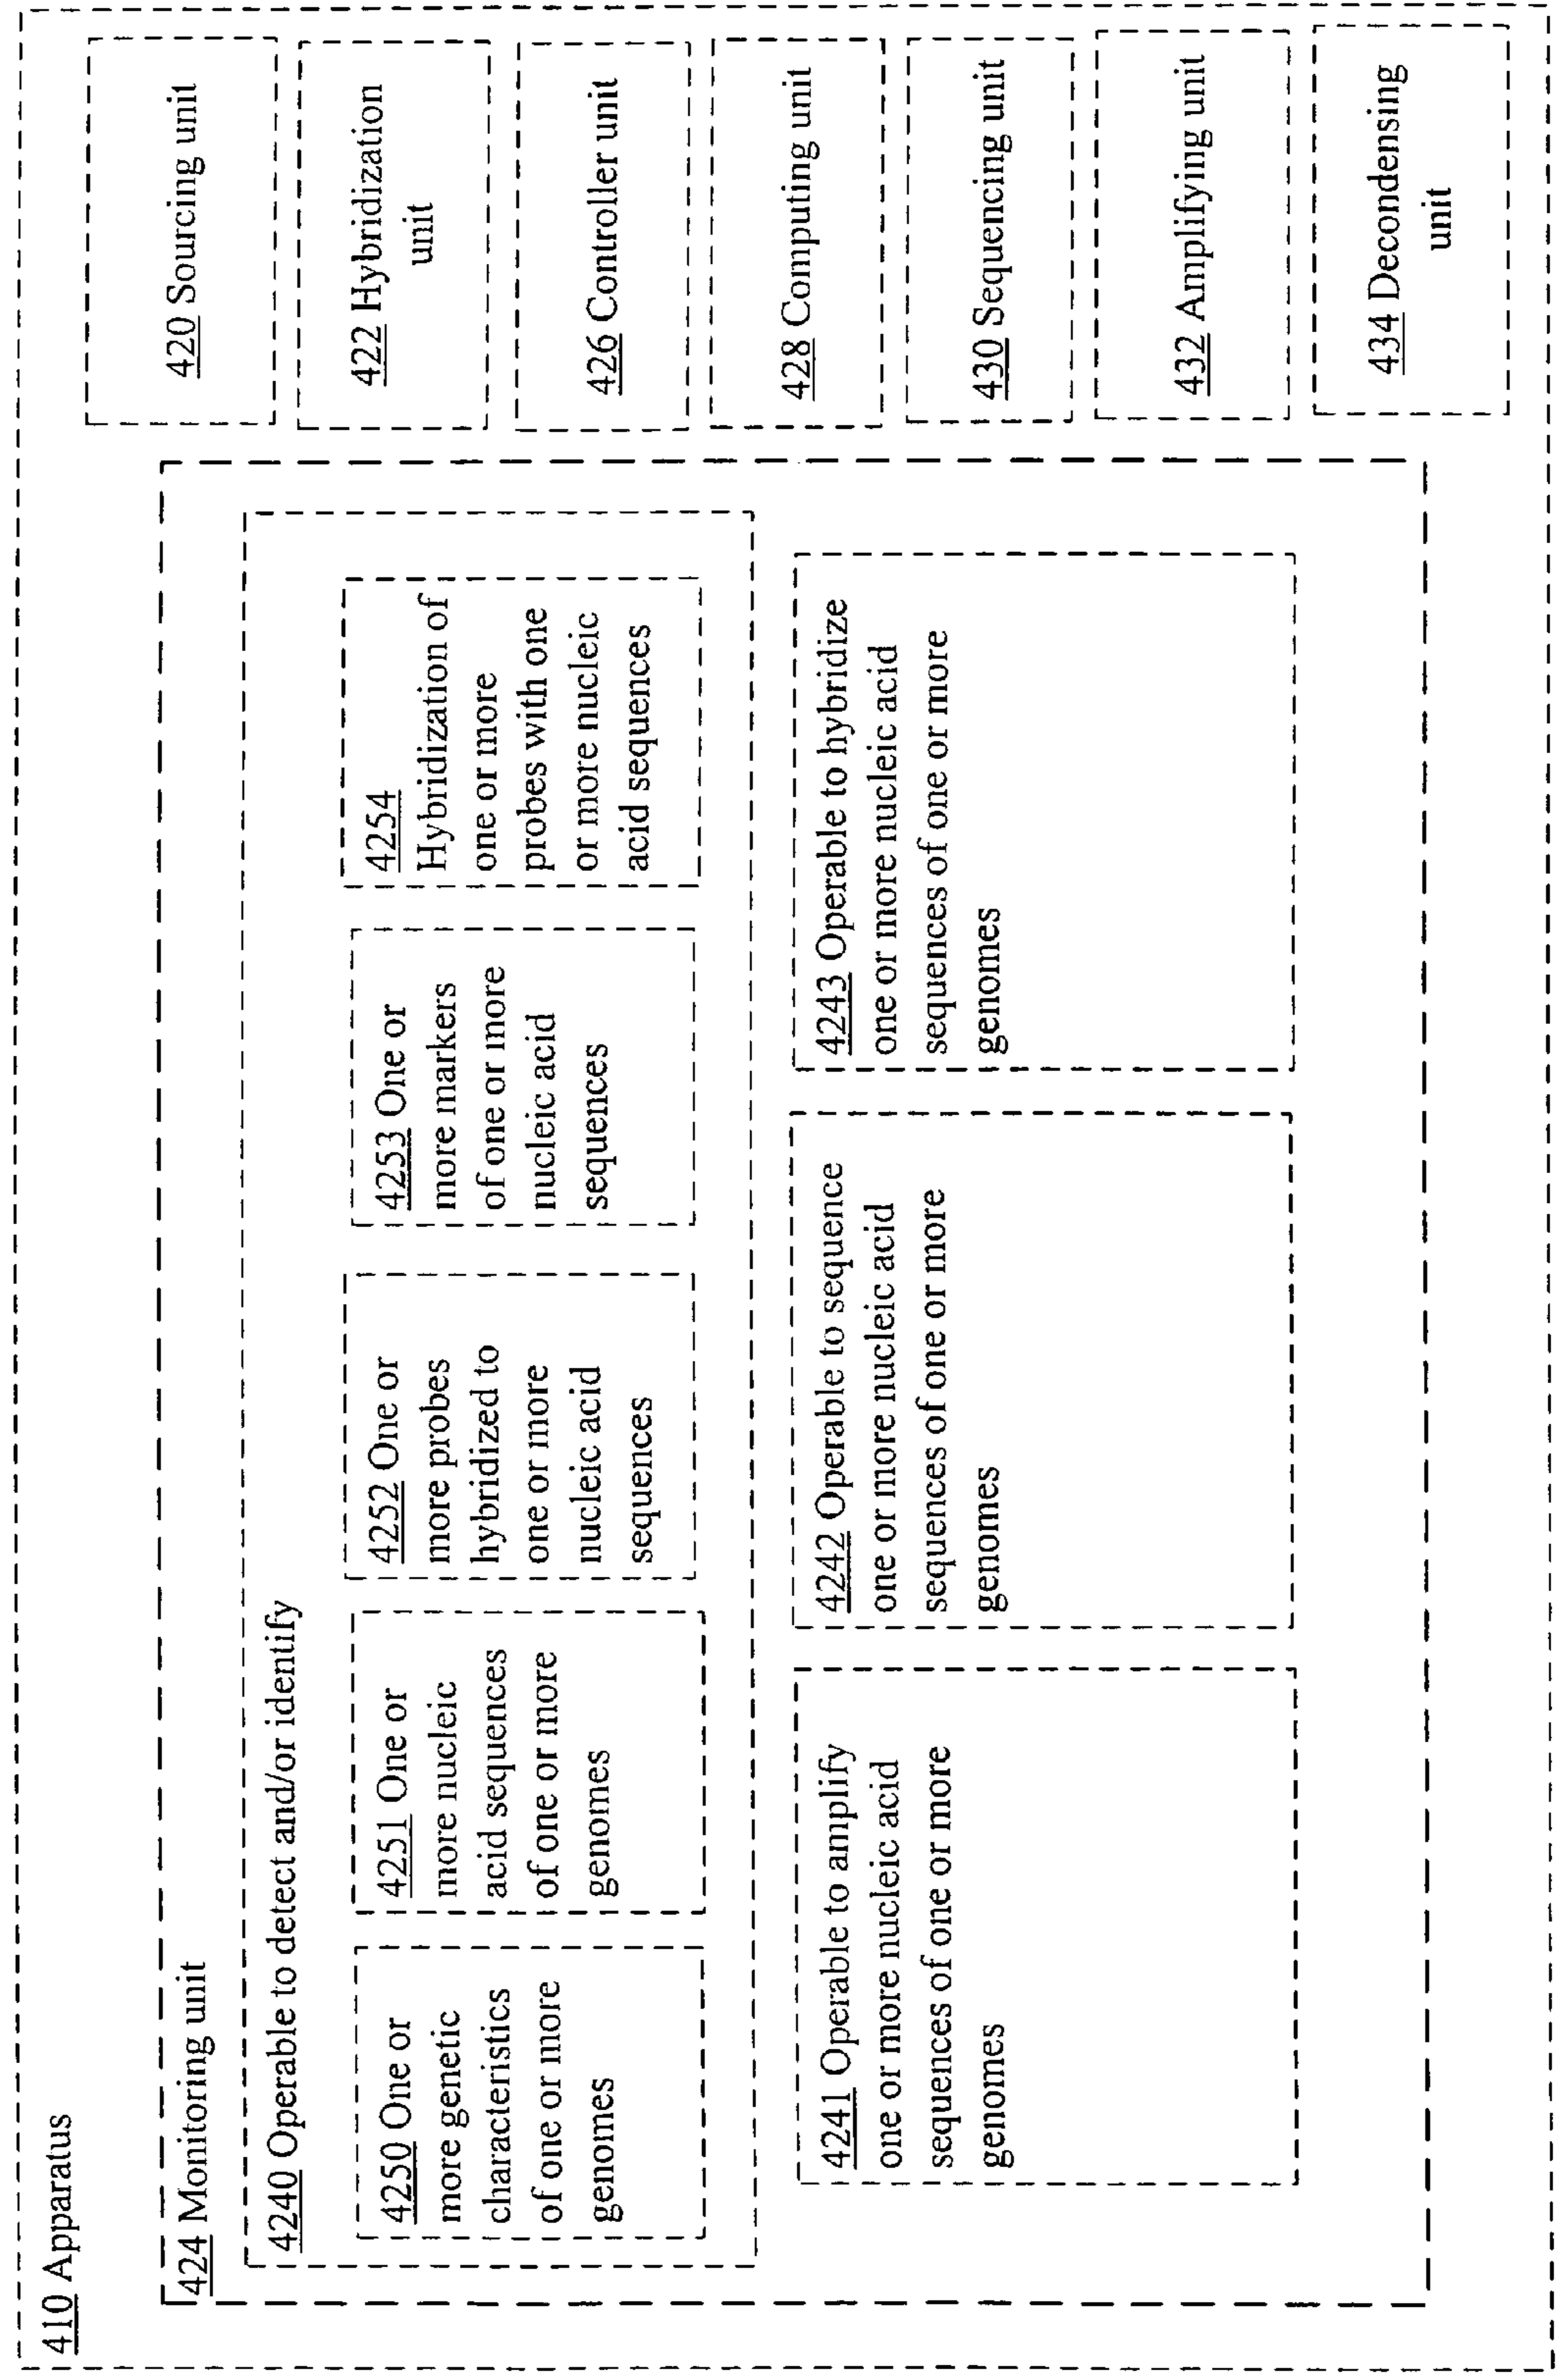 410 Apparatus
424 Monitoring unit
4240 Operable to detect and/or identify
4250 One or
more genetic
characteristics
of one or more
genomes
4251 One or
more nucleic
acid sequences
of one or more
genomes
4252 One or
more probes
hybridized to
one or more
nucleic acid
sequences
4253 One or
more markers
of one or more
nucleic acid
sequences
4254
Hybridization of
one or more
probes with one
or more nucleic
acid sequences
4241 Operable to amplify
one or more nucleic acid
sequences of one or more
genomes
4242 Operable to sequence
one or more nucleic acid
sequences of one or more
genomes
4243 Operable to hybridize
one or more nucleic acid
sequences of one or more
genomes
420 Sourcing unit
422 Hybridization
unit
426 Controller unit
428 Computing unit
430 Sequencing unit
432 Amplifying unit
434 Decondensing
unit